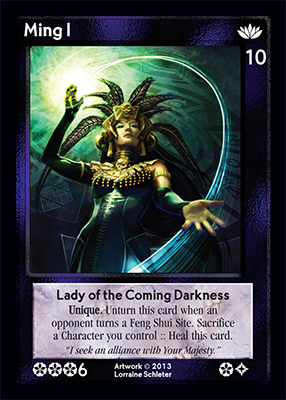 Ming I
10
Lady of the Coming Darkness
Unique. Unturn this card when an
opponent turns a Feng Shui Site. Sacrifice
a Character you control :: Heal this card.
"I seek an alliance with Your Majesty."
6
Artwork © 2013
Lorraine Schleter